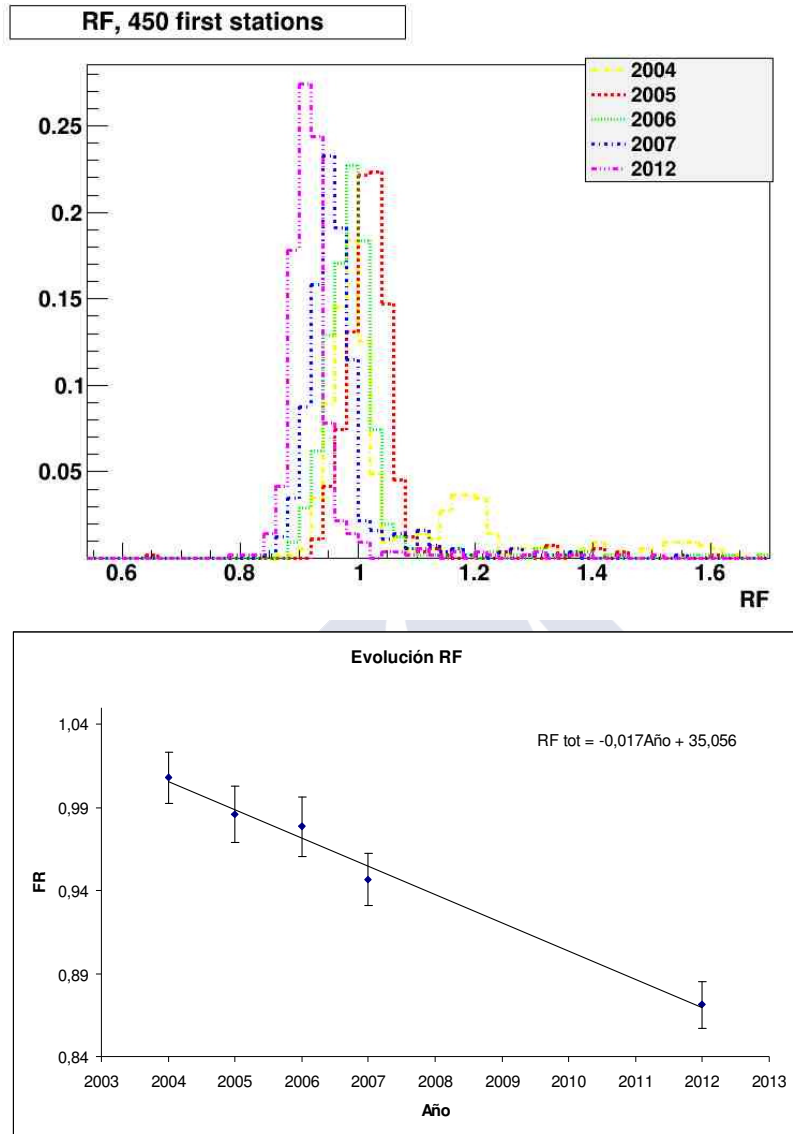 RF, 450 first stations
2004
2005
2006
2007
2012
0.25
0.2
0.15
0.1
0.05
0.6 0.8 1 1.2 1.4 1.6
RF
Evolución RF
RF tot = -0,017Año + 35,056
1,04
0,99
0,94
0,89
0,84
FR
2003 2004 2005 2006 2007 2008 2009 2010 2011 2012 2013
Año